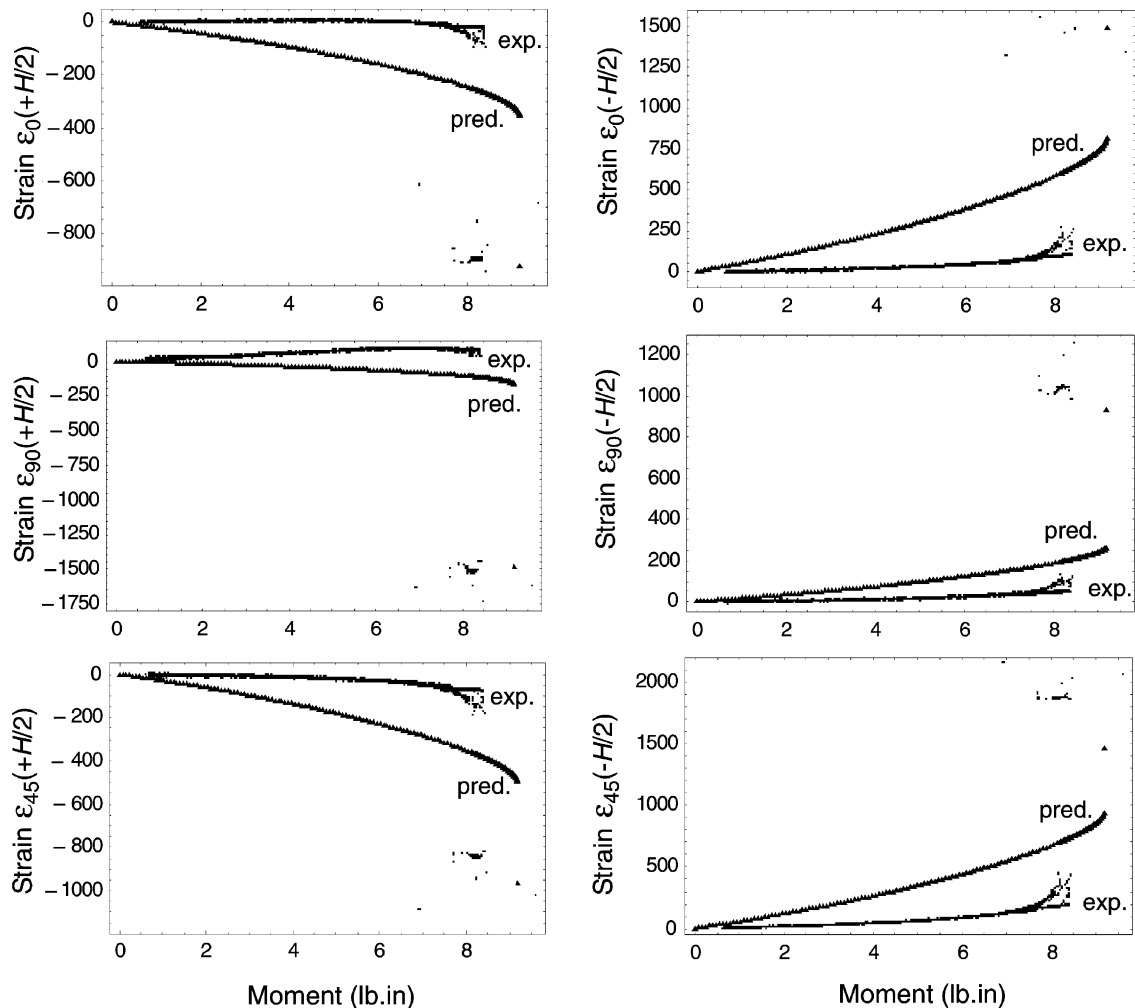 Strain ε0(+H/2)
0
– 200
– 400
– 600
– 800
exp.
pred.
0 2 4 6 8
Strain ε0(-H/2)
1500
1250
1000
750
500
250
0
pred.
exp.
0 2 4 6 8
Strain ε90(+H/2)
0
– 250
– 500
– 750
– 1000
– 1250
– 1500
– 1750
exp.
pred.
0 2 4 6 8
Strain ε90(-H/2)
1200
1000
800
600
400
200
0
pred.
exp.
0 2 4 6 8
Strain ε45(+H/2)
0
– 200
– 400
– 600
– 800
– 1000
exp.
pred.
0 2 4 6 8
Moment (lb.in)
Strain ε45(-H/2)
2000
1500
1000
500
0
pred.
exp.
0 2 4 6 8
Moment (lb.in)